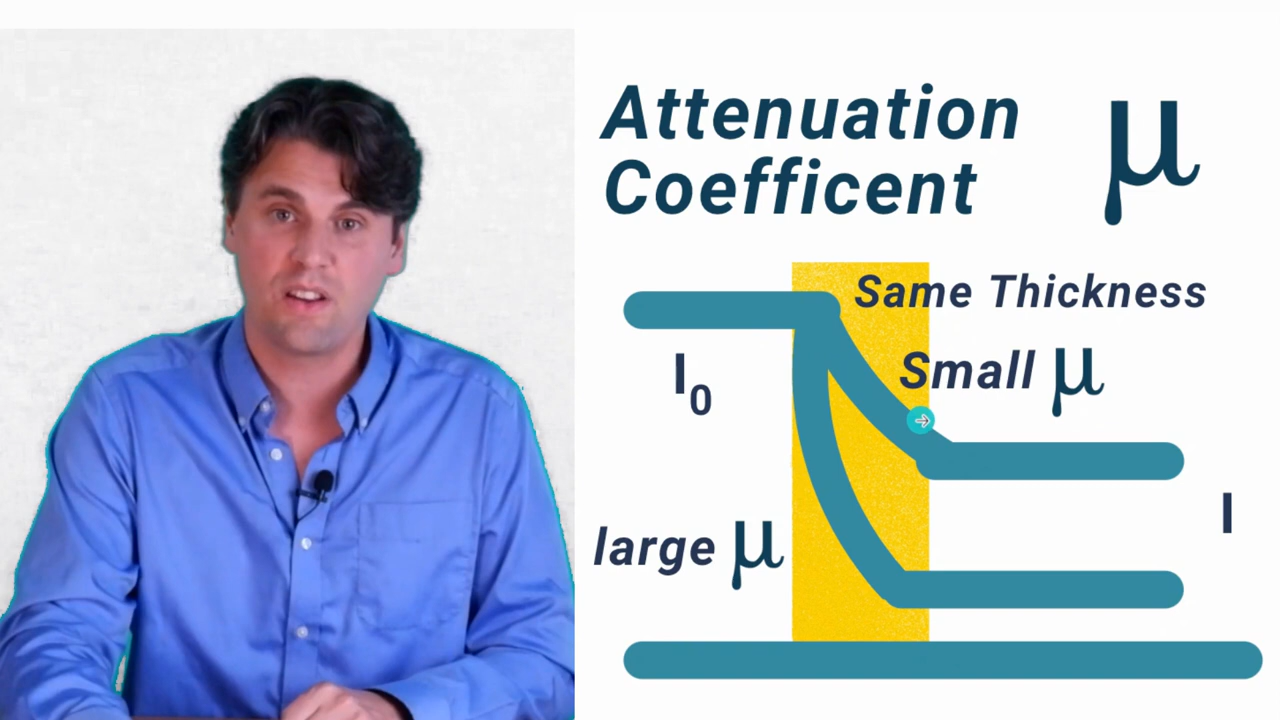 Attenuation
Coefficent
μ
Same Thickness
Small μ
I0
I
large μ